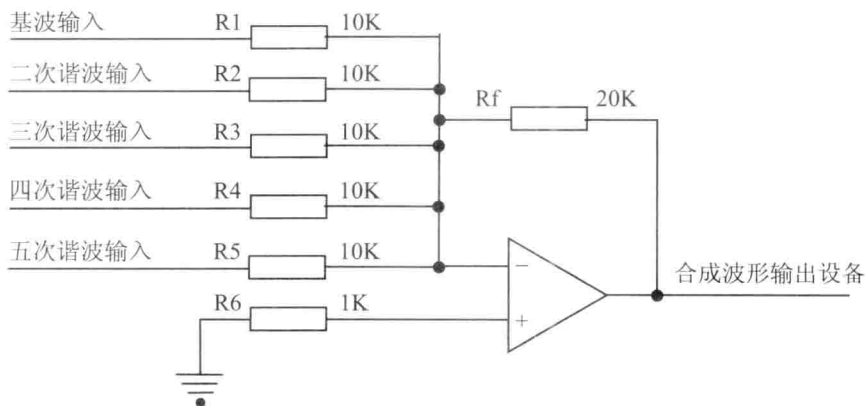 基波输入 R1 10K
二次谐波输入 R2 10K
Rf 20K
三次谐波输入 R3 10K
四次谐波输入 R4 10K
五次谐波输入 R5 10K
− 合成波形输出设备
R6 1K
+